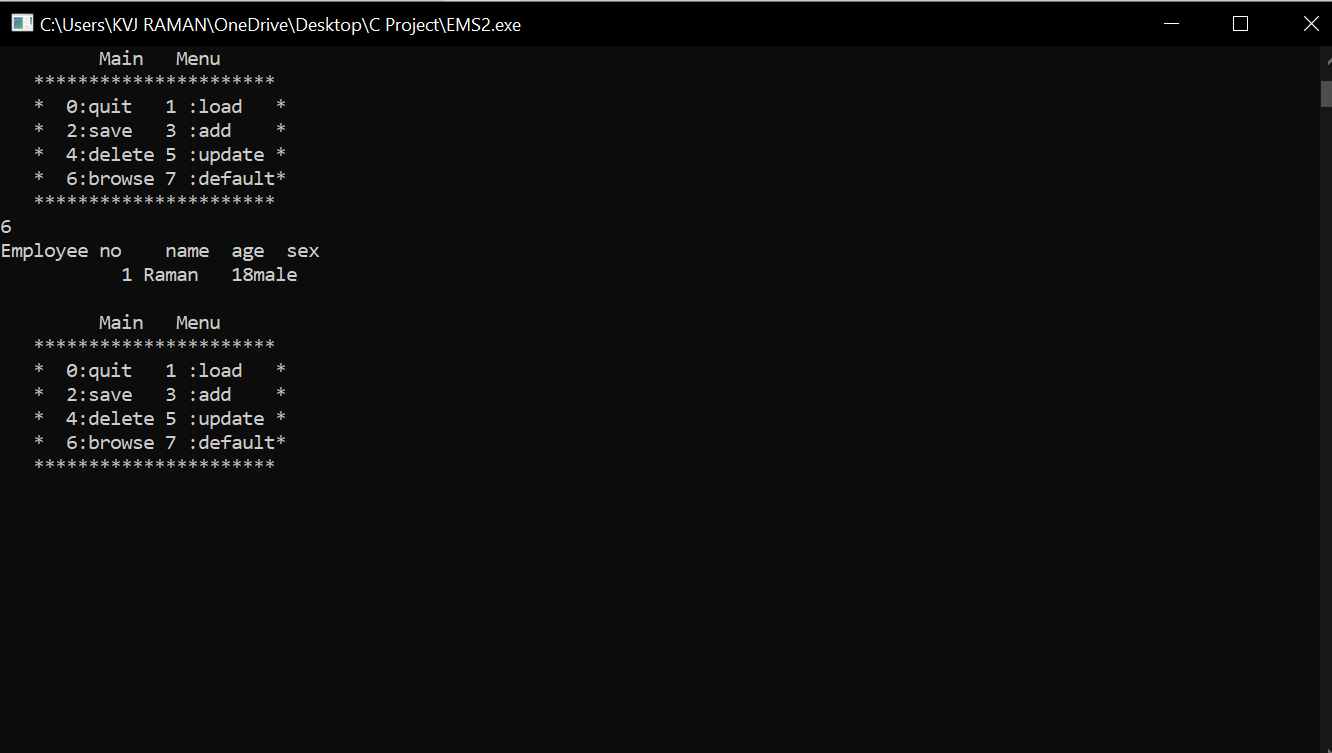 C:\Users\KVJ RAMAN\OneDrive\Desktop\C Project\EMS2.exe
         Main   Menu
   **********************
   *  0:quit   1 :load   *
   *  2:save   3 :add    *
   *  4:delete 5 :update *
   *  6:browse 7 :default*
   **********************
6
Employee no    name  age  sex
           1 Raman   18male

         Main   Menu
   **********************
   *  0:quit   1 :load   *
   *  2:save   3 :add    *
   *  4:delete 5 :update *
   *  6:browse 7 :default*
   **********************